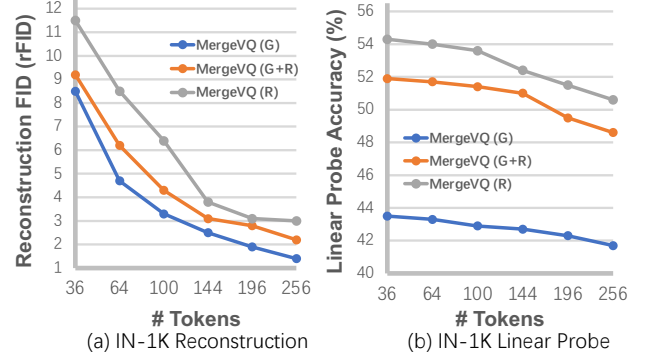 Reconstruction FID (rFID)
12
11
10
9
8
7
6
5
4
3
2
1
MergeVQ (G)
MergeVQ (G+R)
MergeVQ (R)
36 64 100 144 196 256
# Tokens
(a) IN-1K Reconstruction
Linear Probe Accuracy (%)
56
54
52
50
48
46
44
42
40
MergeVQ (G)
MergeVQ (G+R)
MergeVQ (R)
36 64 100 144 196 256
# Tokens
(b) IN-1K Linear Probe